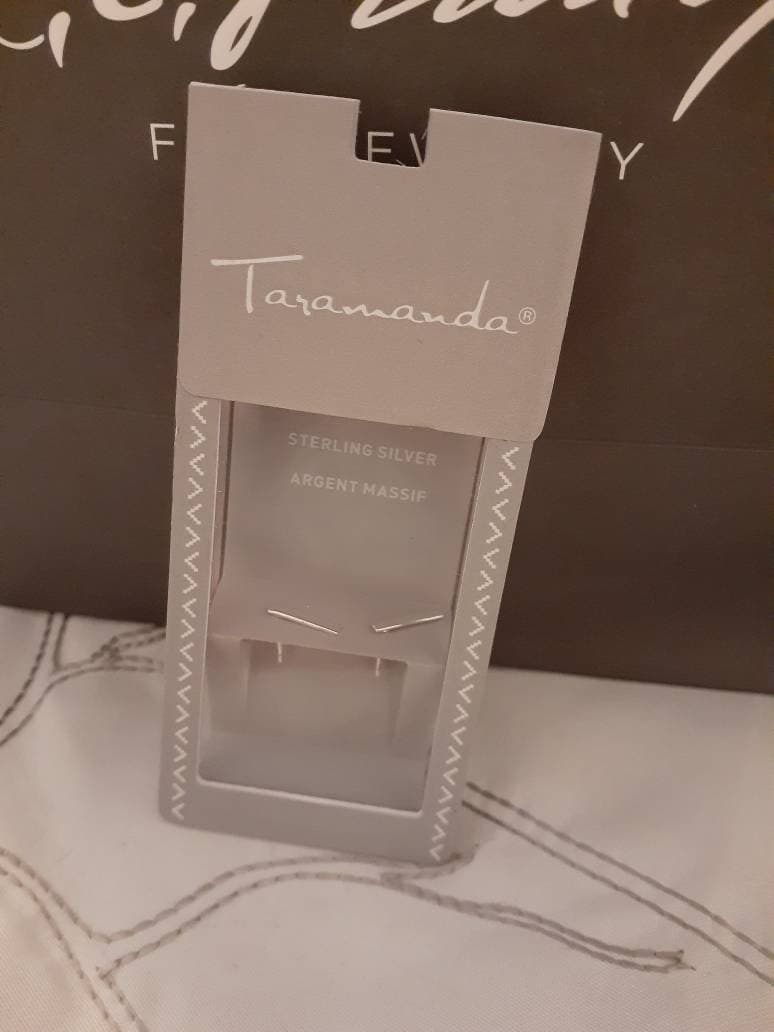 Taramanda®
STERLING SILVER
ARGENT MASSIF